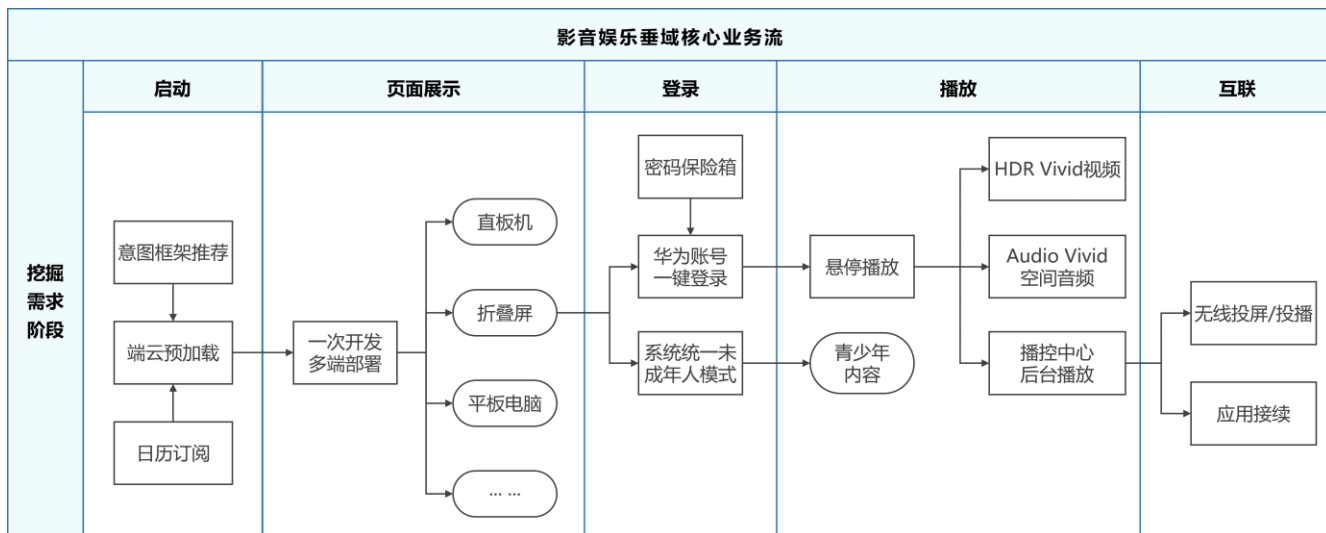 影音娱乐垂域核心业务流
启动
页面展示
登录
播放
互联
挖掘
需求
阶段
意图框架推荐
端云预加载
日历订阅
一次开发
多端部署
直板机
折叠屏
平板电脑
... ...
密码保险箱
华为账号
一键登录
系统统一未
成年人模式
悬停播放
青少年
内容
HDR Vivid视频
Audio Vivid
空间音频
播控中心
后台播放
无线投屏/投播
应用接续